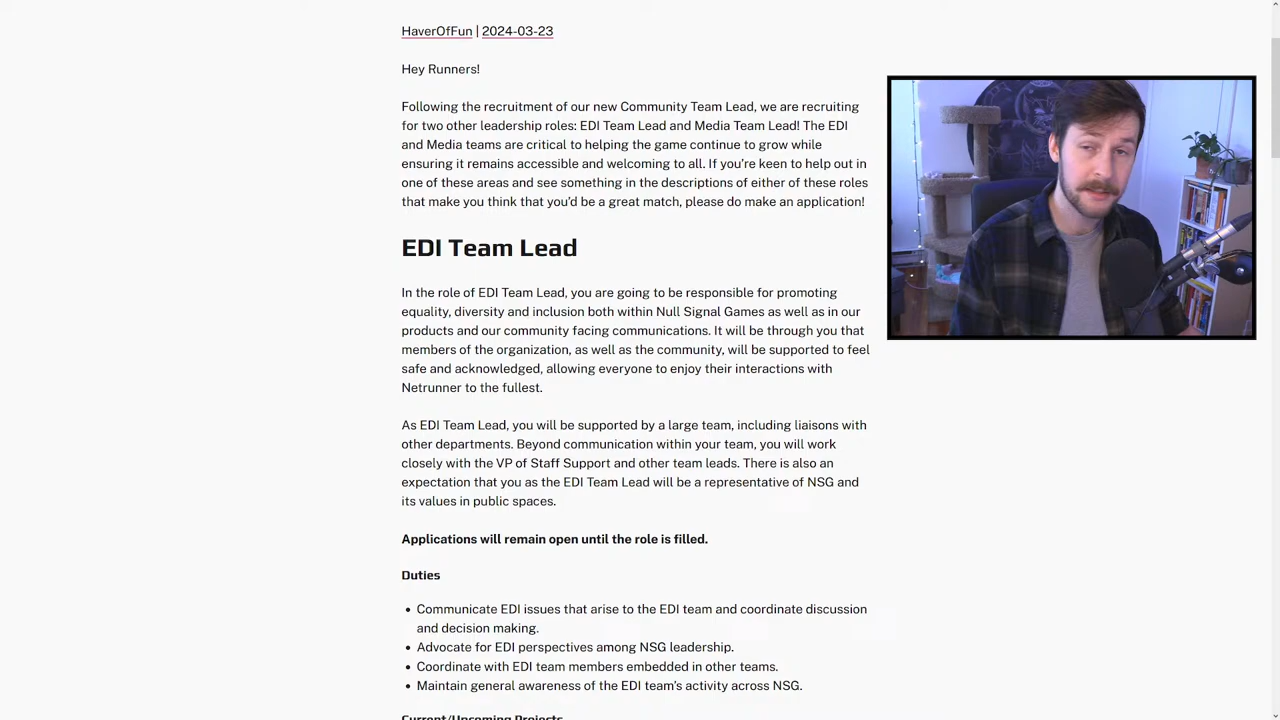 HaverOfFun | 2024-03-23
Hey Runners!
Following the recruitment of our new Community Team Lead, we are recruiting
for two other leadership roles: EDI Team Lead and Media Team Lead! The EDI
and Media teams are critical to helping the game continue to grow while
ensuring it remains accessible and welcoming to all. If you’re keen to help out in
one of these areas and see something in the descriptions of either of these roles
that make you think that you’d be a great match, please do make an application!
EDI Team Lead
In the role of EDI Team Lead, you are going to be responsible for promoting
equality, diversity and inclusion both within Null Signal Games as well as in our
products and our community facing communications. It will be through you that
members of the organization, as well as the community, will be supported to feel
safe and acknowledged, allowing everyone to enjoy their interactions with
Netrunner to the fullest.
As EDI Team Lead, you will be supported by a large team, including liaisons with
other departments. Beyond communication within your team, you will work
closely with the VP of Staff Support and other team leads. There is also an
expectation that you as the EDI Team Lead will be a representative of NSG and
its values in public spaces.
Applications will remain open until the role is filled.
Duties
• Communicate EDI issues that arise to the EDI team and coordinate discussion
and decision making.
• Advocate for EDI perspectives among NSG leadership.
• Coordinate with EDI team members embedded in other teams.
• Maintain general awareness of the EDI team’s activity across NSG.
Current/Upcoming Projects